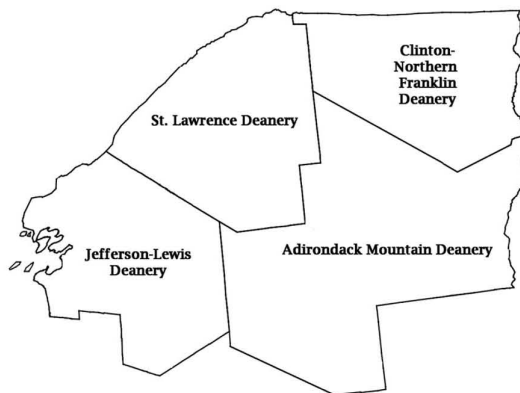 Clinton-
Northern
Franklin
Deanery
St. Lawrence Deanery
Jefferson-Lewis
Deanery
Adirondack Mountain Deanery